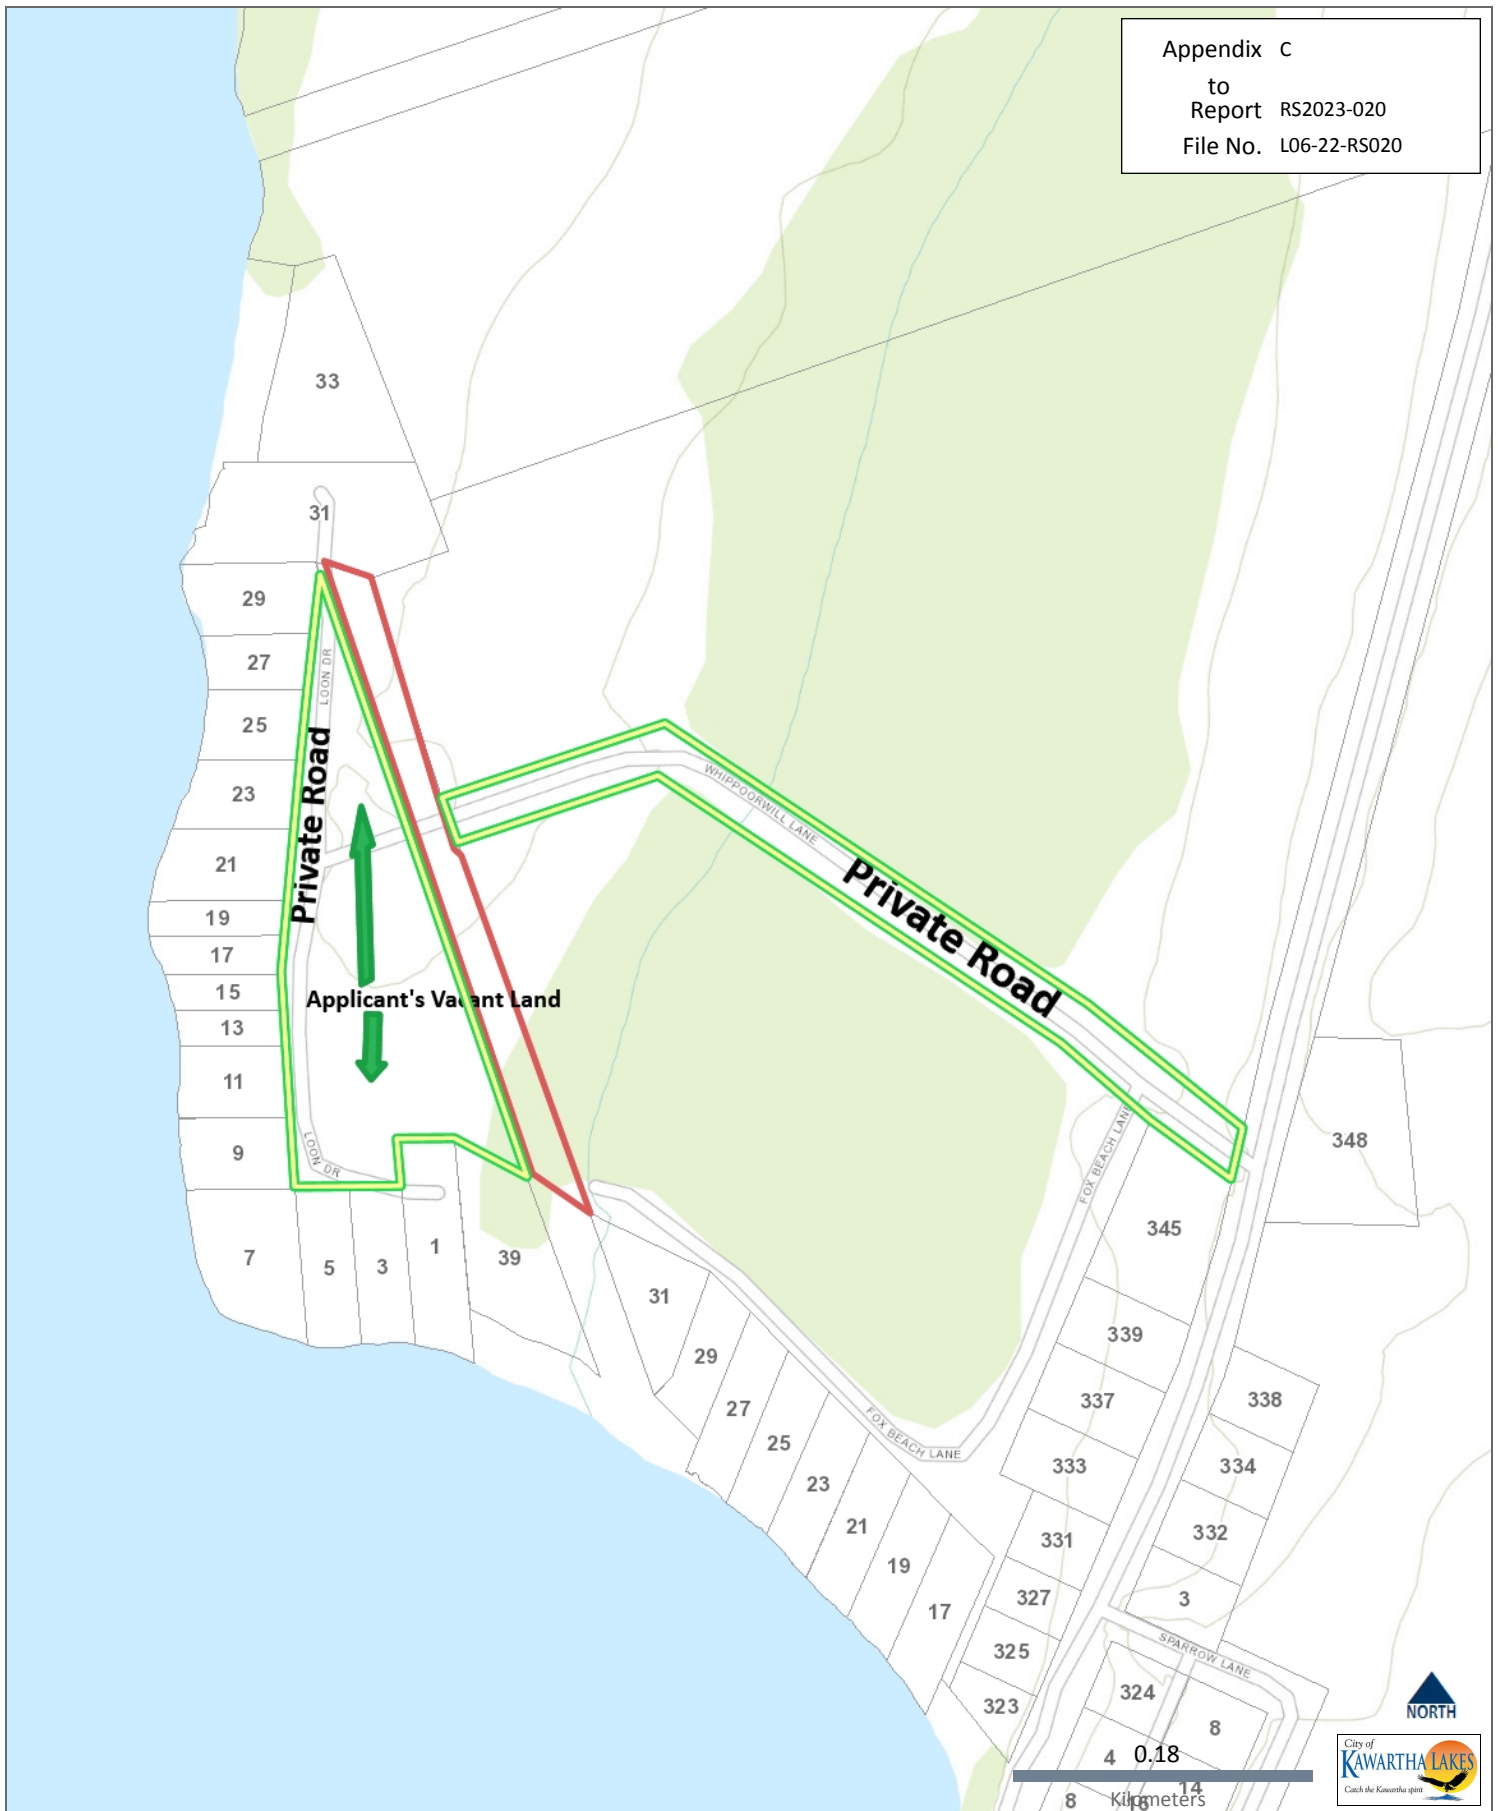 Appendix C
to
Report RS2023-020
File No. L06-22-RS020
33
31
29
27
LOON DR
25
Private Road
23
WHIPPOORWILL LANE
21
Private Road
19
17
15
Applicant's Vacant Land
13
11
FOX BEACH LANE
348
9
LOON DR
345
7
5
3
1
39
31
339
29
337
338
27
FOX BEACH LANE
25
333
334
23
21
331
332
19
327
3
17
SPARROW LANE
325
323
324
8
NORTH
4
0.18
Kilometers
14
16
8
City of
KAWARTHA LAKES
Catch the Kawartha spirit